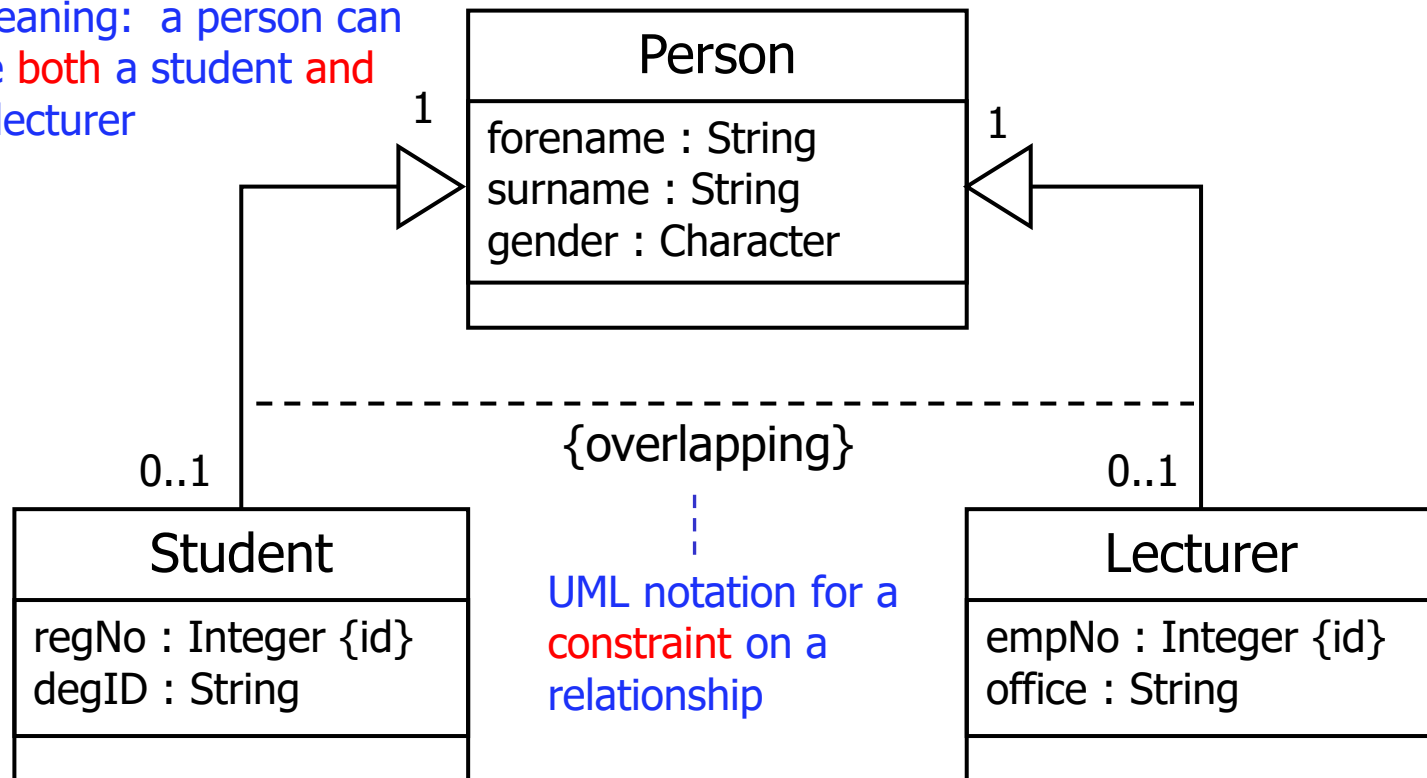 a person can
both a student and
lecturer
Person
1
1
forename : String
surname : String
gender : Character
{overlapping}
0..1
0..1
Student
regNo : Integer {id}
degID : String
UML notation for a
constraint on a
relationship
Lecturer
empNo : Integer {id}
office : String